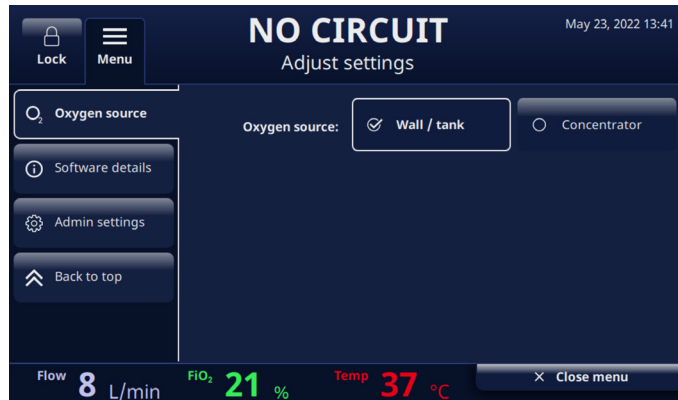 Lock
Menu
NO CIRCUIT
Adjust settings
May 23, 2022 13:41
O2 Oxygen source
Software details
Admin settings
Back to top
Oxygen source:
Wall / tank
Concentrator
Flow 8 L/min
FiO2 21 %
Temp 37 °C
Close menu